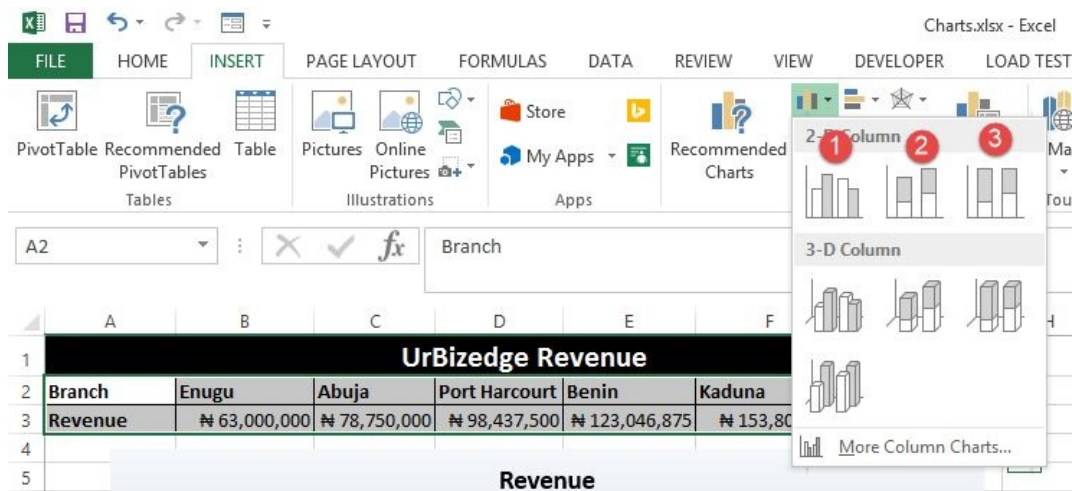 Charts.xlsx - Excel
FILE HOME INSERT PAGE LAYOUT FORMULAS DATA REVIEW VIEW DEVELOPER LOAD TEST
PivotTable Recommended PivotTables Table
Tables
Pictures Online Pictures
Illustrations
Store
My Apps
Apps
Recommended Charts
2-D Column
1 2 3
3-D Column
More Column Charts...
A2 fx Branch
A B C D E F H
1 UrBizedge Revenue
2 Branch Enugu Abuja Port Harcourt Benin Kaduna
3 Revenue ₦ 63,000,000 ₦ 78,750,000 ₦ 98,437,500 ₦ 123,046,875 ₦ 153,80
4
5 Revenue